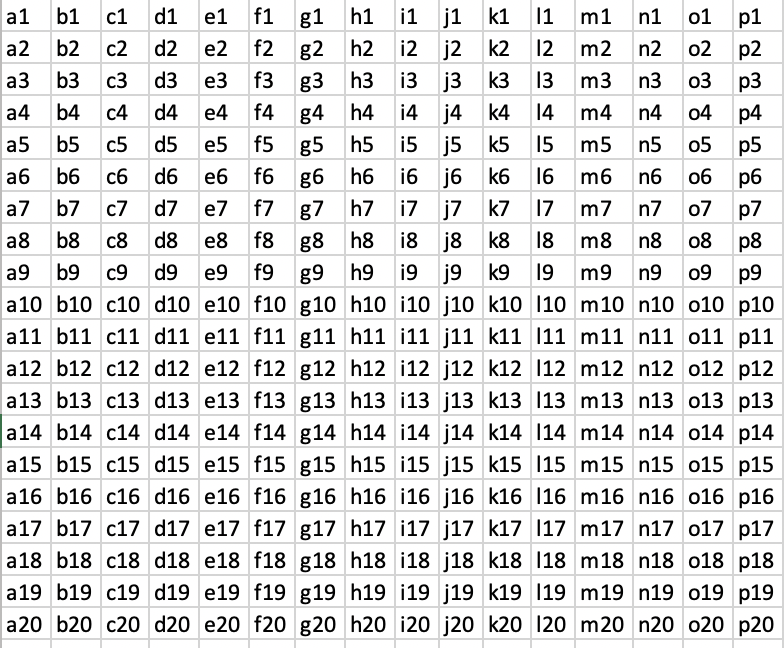 a1 b1 c1 d1 e1 f1 g1 h1 i1 j1 k1 l1 m1 n1 o1 p1
a2 b2 c2 d2 e2 f2 g2 h2 i2 j2 k2 l2 m2 n2 o2 p2
a3 b3 c3 d3 e3 f3 g3 h3 i3 j3 k3 l3 m3 n3 o3 p3
a4 b4 c4 d4 e4 f4 g4 h4 i4 j4 k4 l4 m4 n4 o4 p4
a5 b5 c5 d5 e5 f5 g5 h5 i5 j5 k5 l5 m5 n5 o5 p5
a6 b6 c6 d6 e6 f6 g6 h6 i6 j6 k6 l6 m6 n6 o6 p6
a7 b7 c7 d7 e7 f7 g7 h7 i7 j7 k7 l7 m7 n7 o7 p7
a8 b8 c8 d8 e8 f8 g8 h8 i8 j8 k8 l8 m8 n8 o8 p8
a9 b9 c9 d9 e9 f9 g9 h9 i9 j9 k9 l9 m9 n9 o9 p9
a10 b10 c10 d10 e10 f10 g10 h10 i10 j10 k10 l10 m10 n10 o10 p10
a11 b11 c11 d11 e11 f11 g11 h11 i11 j11 k11 l11 m11 n11 o11 p11
a12 b12 c12 d12 e12 f12 g12 h12 i12 j12 k12 l12 m12 n12 o12 p12
a13 b13 c13 d13 e13 f13 g13 h13 i13 j13 k13 l13 m13 n13 o13 p13
a14 b14 c14 d14 e14 f14 g14 h14 i14 j14 k14 l14 m14 n14 o14 p14
a15 b15 c15 d15 e15 f15 g15 h15 i15 j15 k15 l15 m15 n15 o15 p15
a16 b16 c16 d16 e16 f16 g16 h16 i16 j16 k16 l16 m16 n16 o16 p16
a17 b17 c17 d17 e17 f17 g17 h17 i17 j17 k17 l17 m17 n17 o17 p17
a18 b18 c18 d18 e18 f18 g18 h18 i18 j18 k18 l18 m18 n18 o18 p18
a19 b19 c19 d19 e19 f19 g19 h19 i19 j19 k19 l19 m19 n19 o19 p19
a20 b20 c20 d20 e20 f20 g20 h20 i20 j20 k20 l20 m20 n20 o20 p20